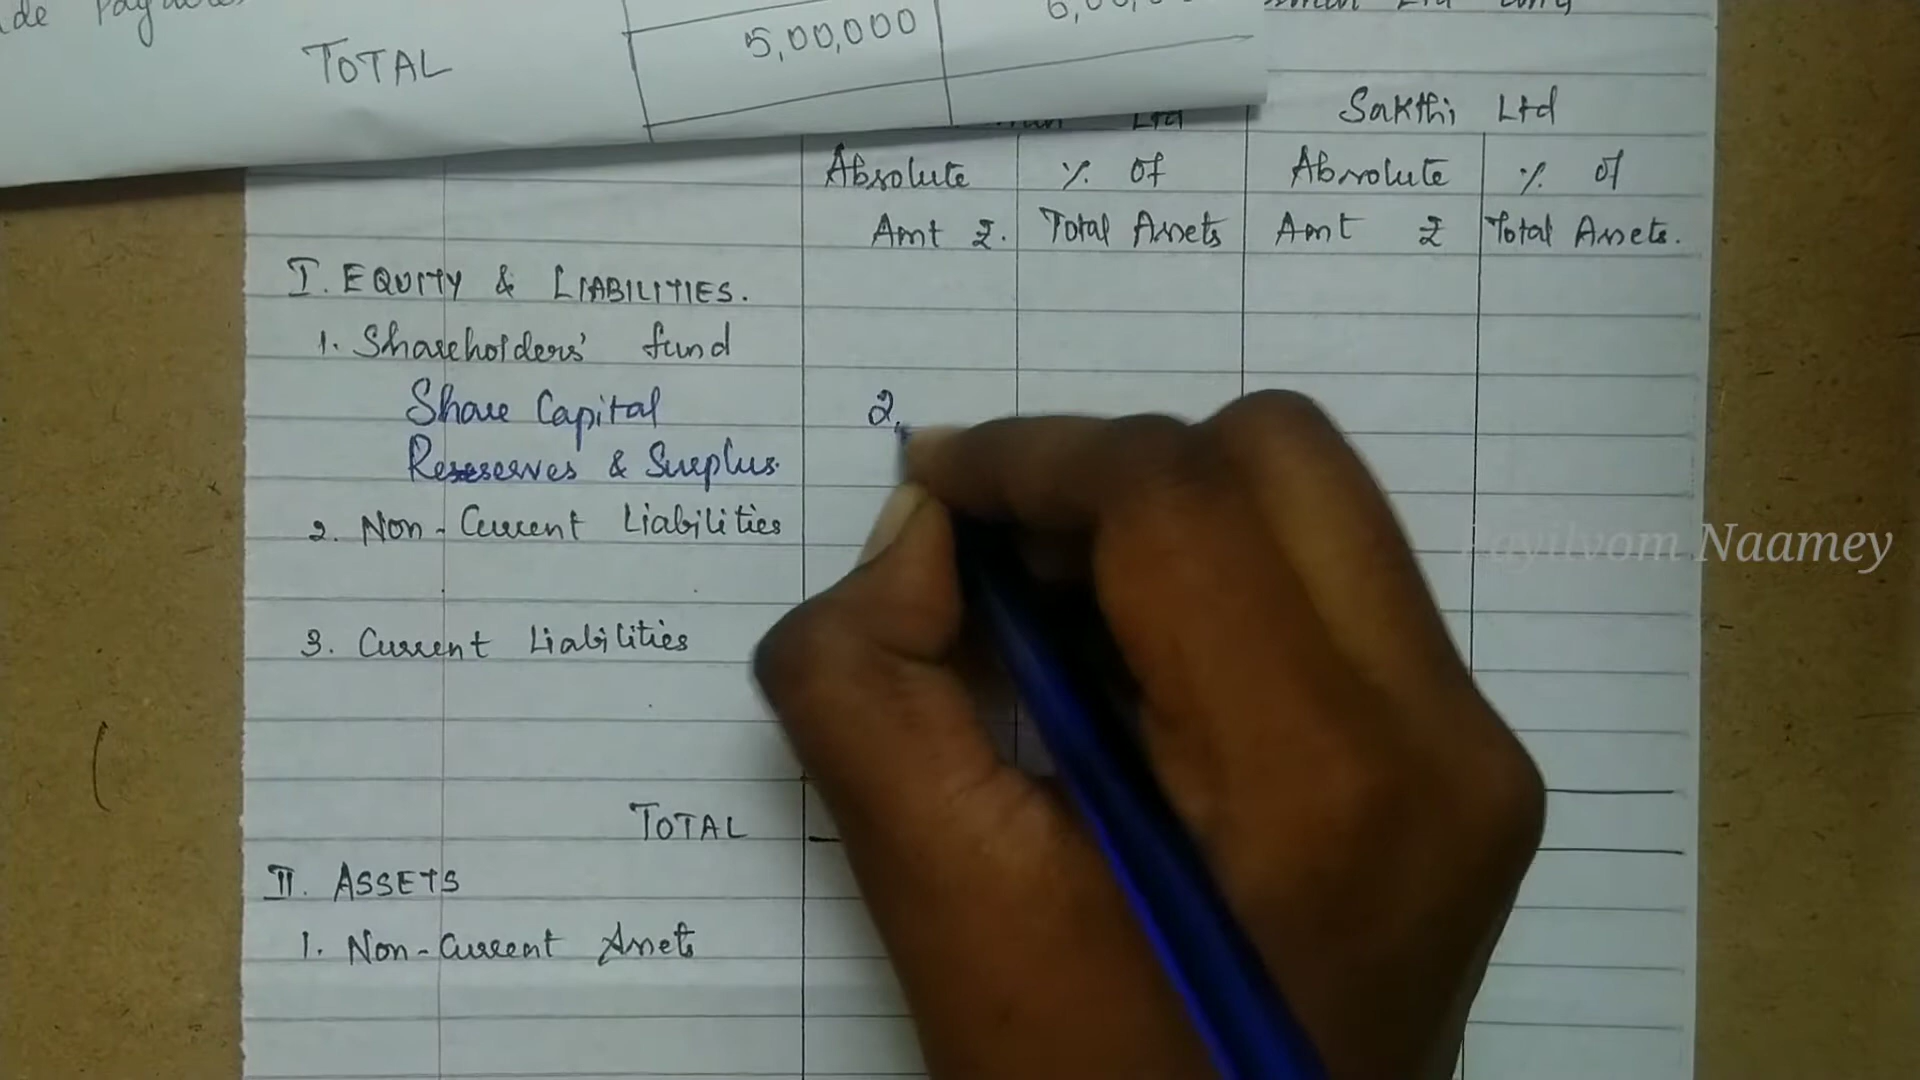 TOTAL 5,00,000
Ltd Sakthi Ltd
Absolute % of Absolute % of
Amt ₹. Total Assets Amt ₹ Total Assets.
I. EQUITY & LIABILITIES.
1. Shareholders' fund
Share Capital 2,
Reseserves & Surplus.
2. Non-Current Liabilities
Naamey
3. Current Liabilities
TOTAL
II. ASSETS
1. Non-Current Assets